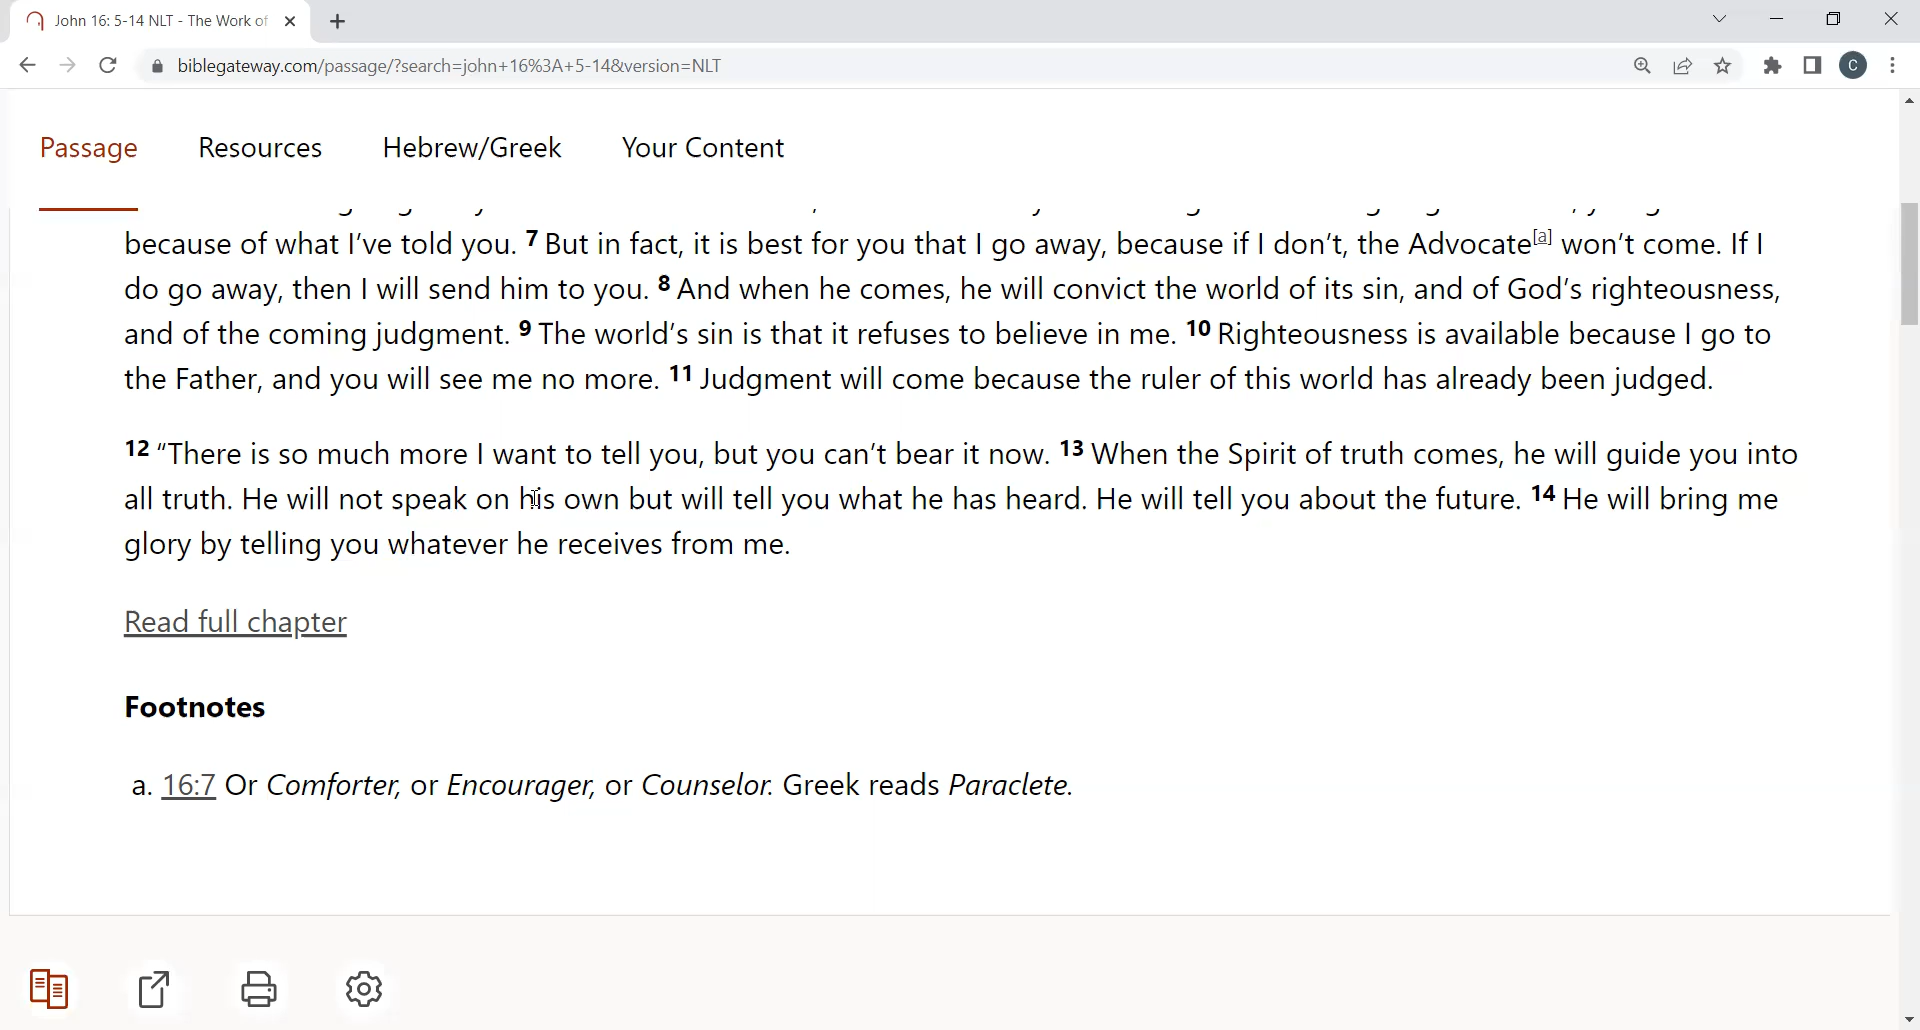 John 16: 5-14 NLT - The Work of
biblegateway.com/passage/?search=john+16%3A+5-14&version=NLT
C
Passage Resources Hebrew/Greek Your Content
because of what I've told you. 7 But in fact, it is best for you that I go away, because if I don't, the Advocate[a] won't come. If I
do go away, then I will send him to you. 8 And when he comes, he will convict the world of its sin, and of God's righteousness,
and of the coming judgment. 9 The world's sin is that it refuses to believe in me. 10 Righteousness is available because I go to
the Father, and you will see me no more. 11 Judgment will come because the ruler of this world has already been judged.
12 "There is so much more I want to tell you, but you can't bear it now. 13 When the Spirit of truth comes, he will guide you into
all truth. He will not speak on his own but will tell you what he has heard. He will tell you about the future. 14 He will bring me
glory by telling you whatever he receives from me.
Read full chapter
Footnotes
a. 16:7 Or Comforter, or Encourager, or Counselor. Greek reads Paraclete.